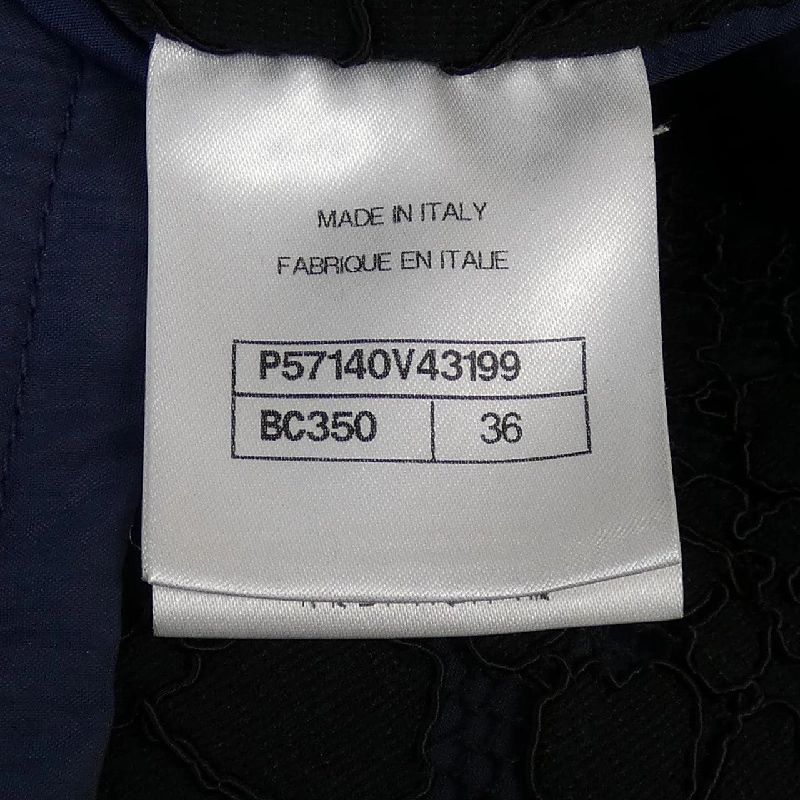 MADE IN ITALY
FABRIQUE EN ITALIE
P57140V43199
BC350 36